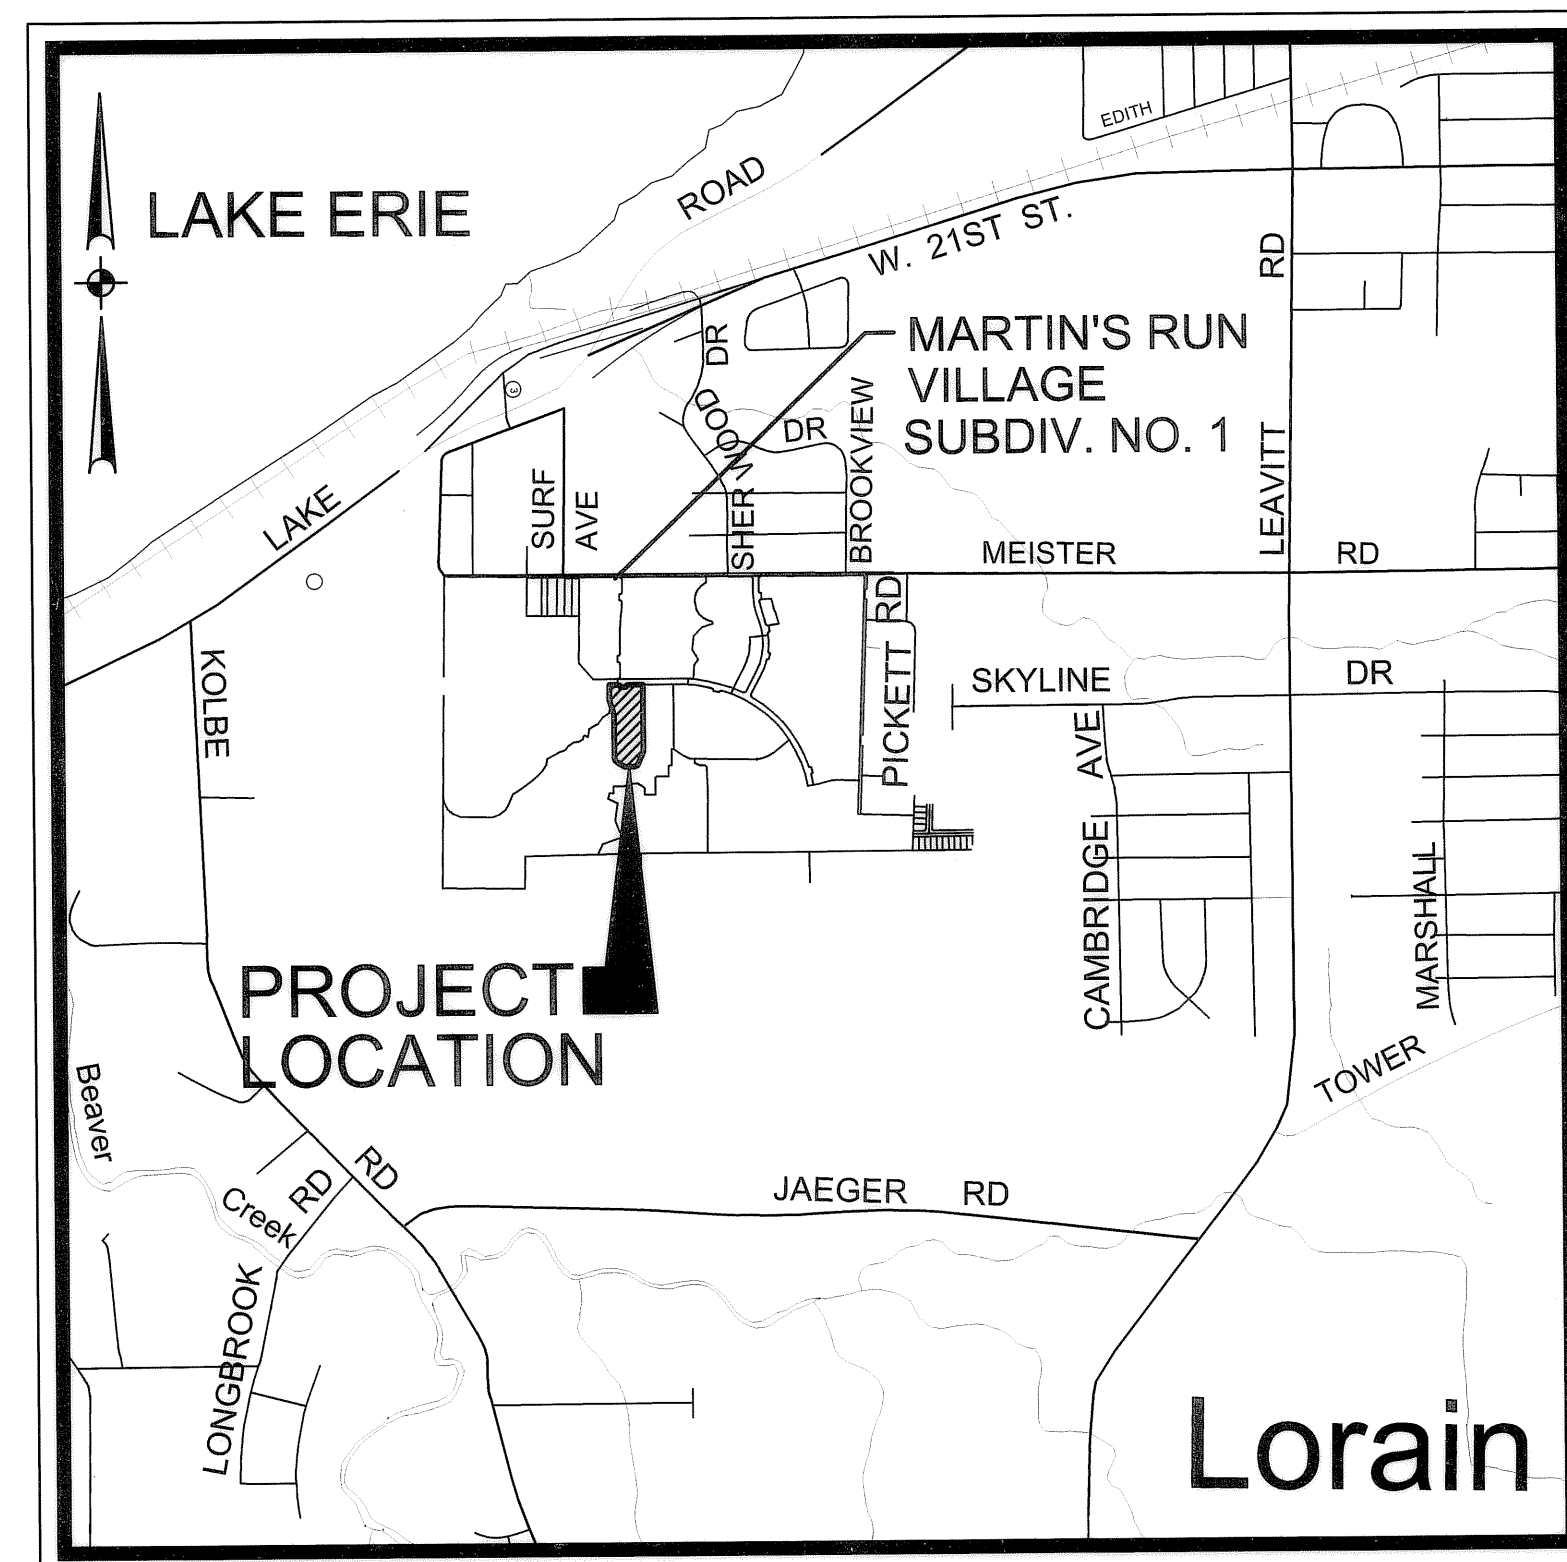 EDITH
LAKE ERIE
ROAD
W. 21ST ST.
RD
MARTIN'S RUN
VILLAGE
SUBDIV. NO. 1
DR
SHERWOOD
DR
BROOKVIEW
LEAVITT
3
SURF
AVE
LAKE
MEISTER
RD
RD
PICKETT
KOLBE
SKYLINE
DR
AVE
CAMBRIDGE
MARSHALL
PROJECT
LOCATION
TOWER
Beaver
RD
RD
Creek
JAEGER RD
LONGBROOK
Lorain